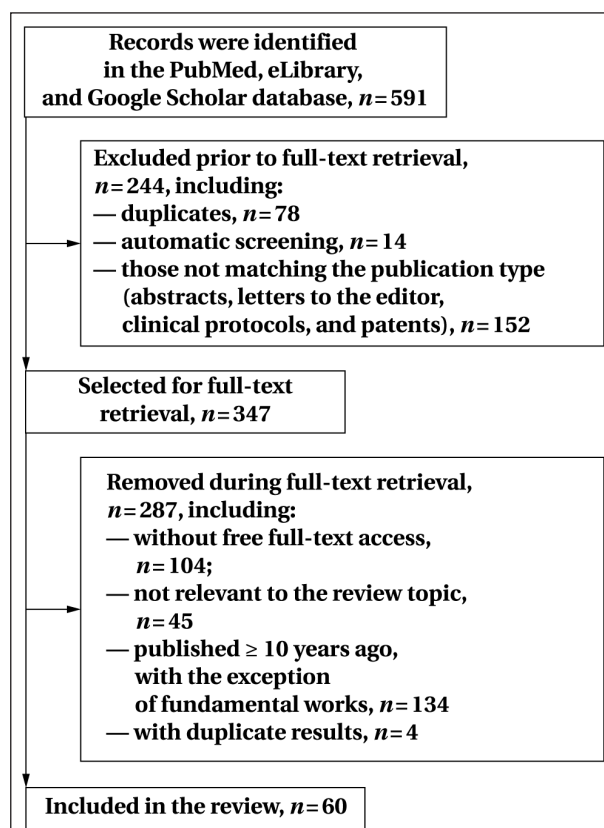 Records were identified
in the PubMed, eLibrary,
and Google Scholar database, n=591
Excluded prior to full-text retrieval,
n=244, including:
— duplicates, n=78
— automatic screening, n=14
— those not matching the publication type
(abstracts, letters to the editor,
clinical protocols, and patents), n=152
Selected for full-text
retrieval, n=347
Removed during full-text retrieval,
n=287, including:
— without free full-text access,
n=104;
— not relevant to the review topic,
n=45
— published ≥ 10 years ago,
with the exception
of fundamental works, n=134
— with duplicate results, n=4
Included in the review, n=60